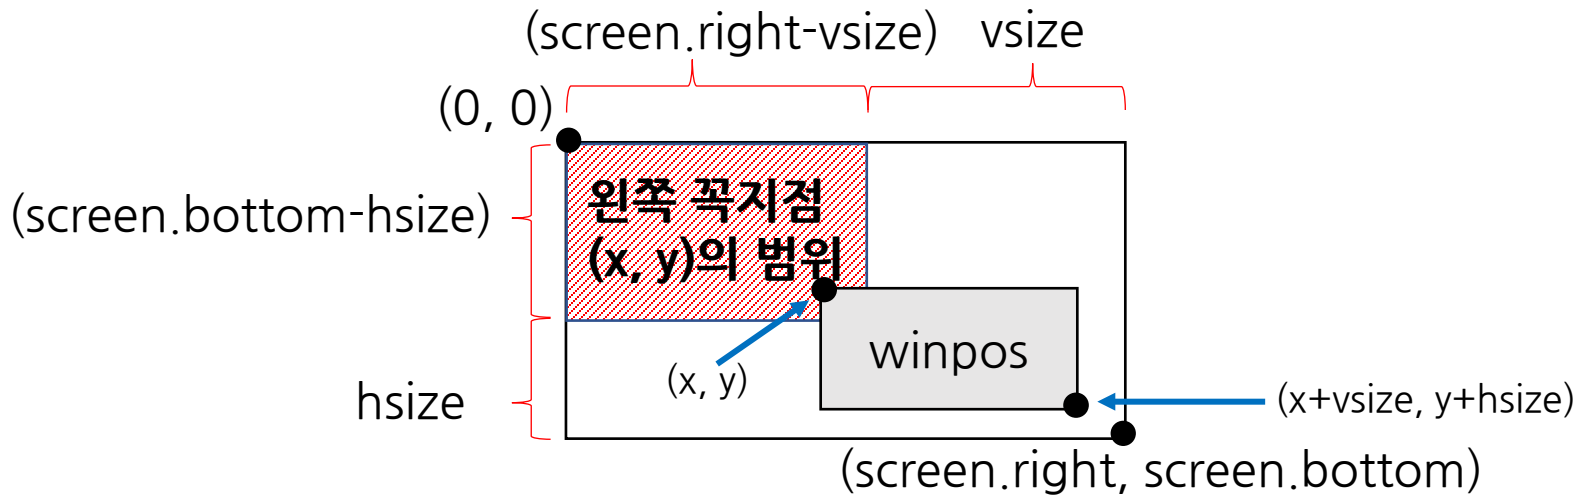 (screen.right-vsize)
vsize
(0, 0)
(screen.bottom-hsize)
왼쪽 꼭지점
(x, y)의 범위
winpos
(x, y)
hsize
(x+vsize, y+hsize)
(screen.right, screen.bottom)